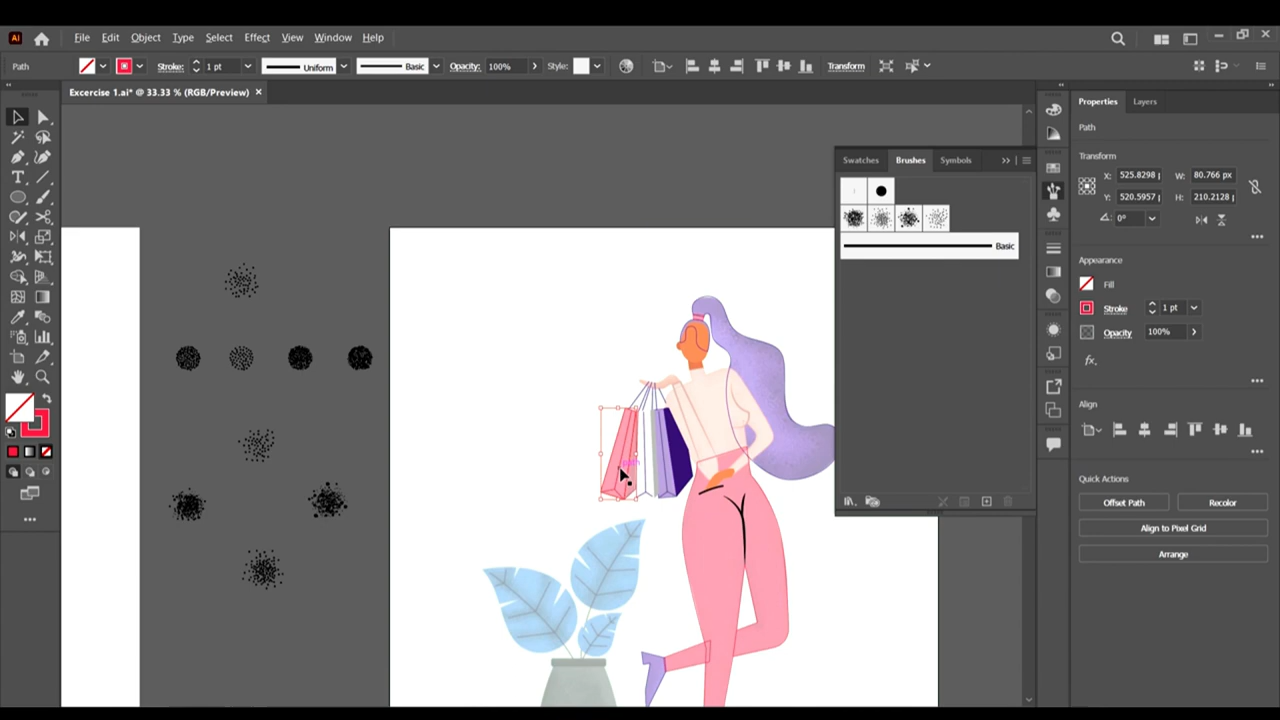 Ai File Edit Object Type Select Effect View Window Help
Path Stroke: 1 pt Uniform Basic Opacity: 100% Style: Transform
Excercise 1.ai* @ 33.33 % (RGB/Preview) ×
Properties Layers
Path
Transform
X: 525.8298 W: 80.766 px
Y: 520.5957 H: 210.2128
0°
Appearance
Fill
Stroke 1 pt
Opacity 100%
fx.
Align
Quick Actions
Offset Path Recolor
Align to Pixel Grid
Arrange
Swatches Brushes Symbols
Basic
path